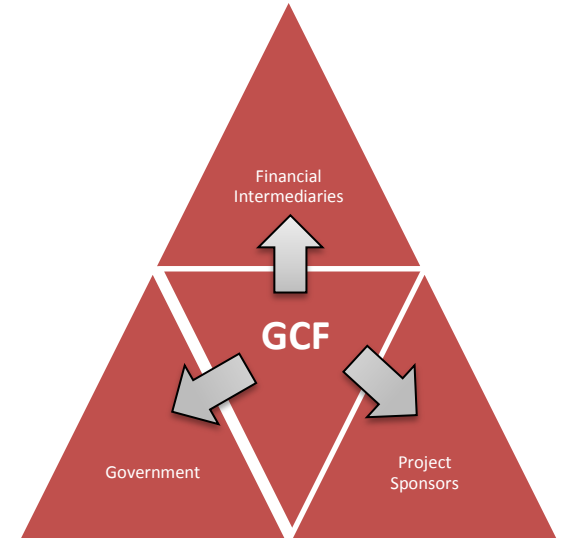 Financial
Intermediaries
GCF
Government
Project
Sponsors